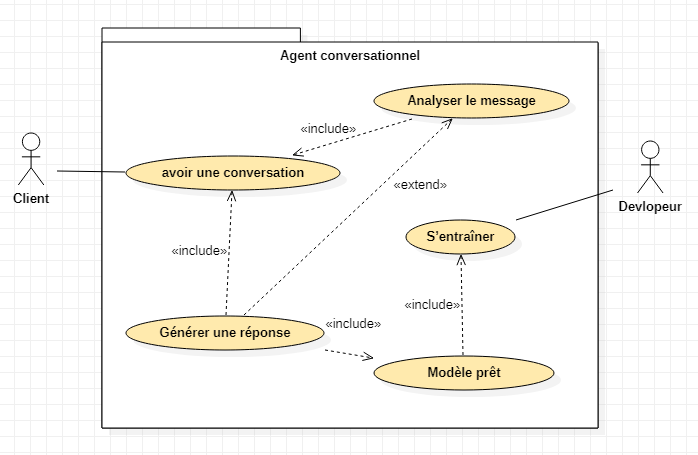 Agent conversationnel
Analyser le message
«include»
avoir une conversation
Client
«extend»
Devlopeur
S'entraîner
«include»
«include»
«include»
Générer une réponse
Modèle prêt